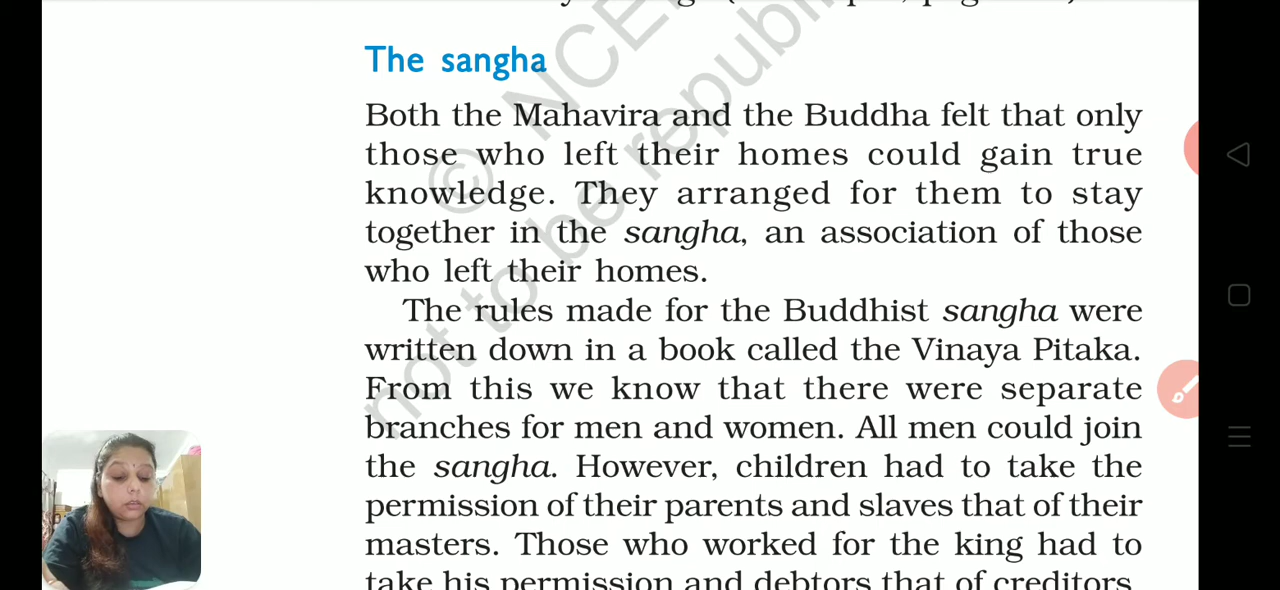 The sangha
Both the Mahavira and the Buddha felt that only
those who left their homes could gain true
knowledge. They arranged for them to stay
together in the sangha, an association of those
who left their homes.
The rules made for the Buddhist sangha were
written down in a book called the Vinaya Pitaka.
From this we know that there were separate
branches for men and women. All men could join
the sangha. However, children had to take the
permission of their parents and slaves that of their
masters. Those who worked for the king had to
take his permission and debtors that of creditors.
© NCE
not to be republi